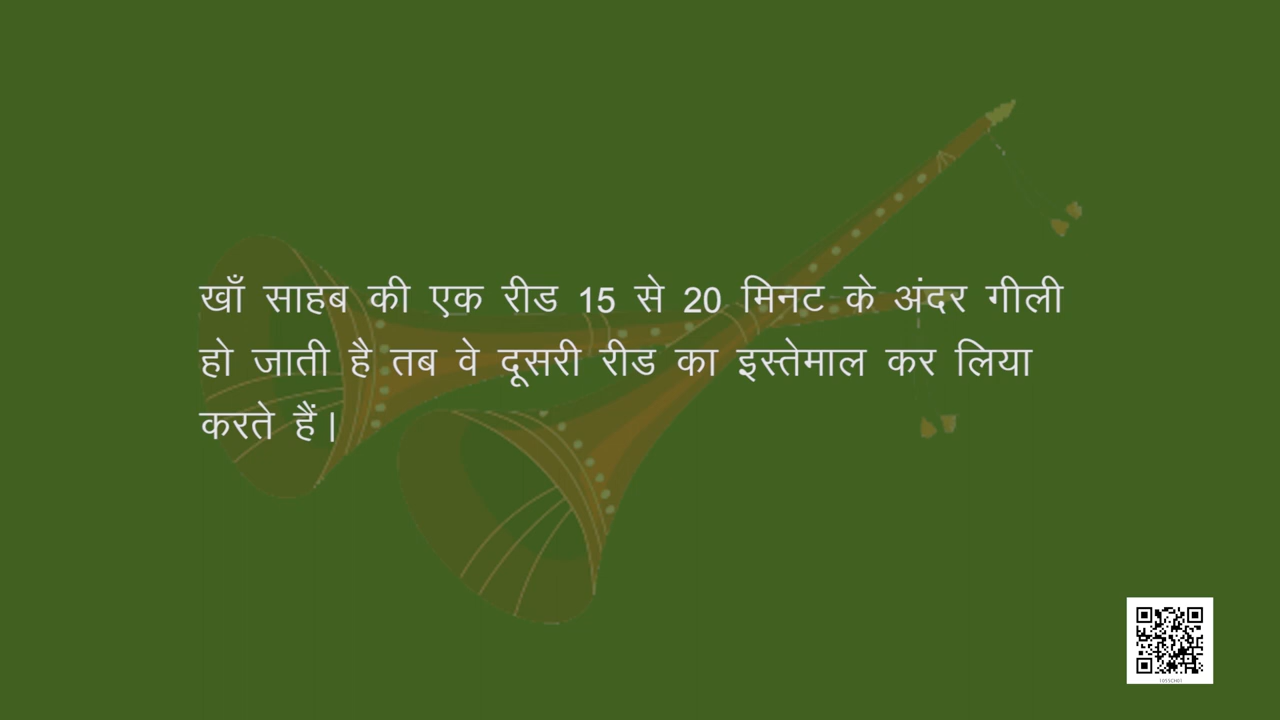 खाँ साहब की एक रीड 15 से 20 मिनट के अंदर गीली
हो जाती है तब वे दूसरी रीड का इस्तेमाल कर लिया
करते हैं।